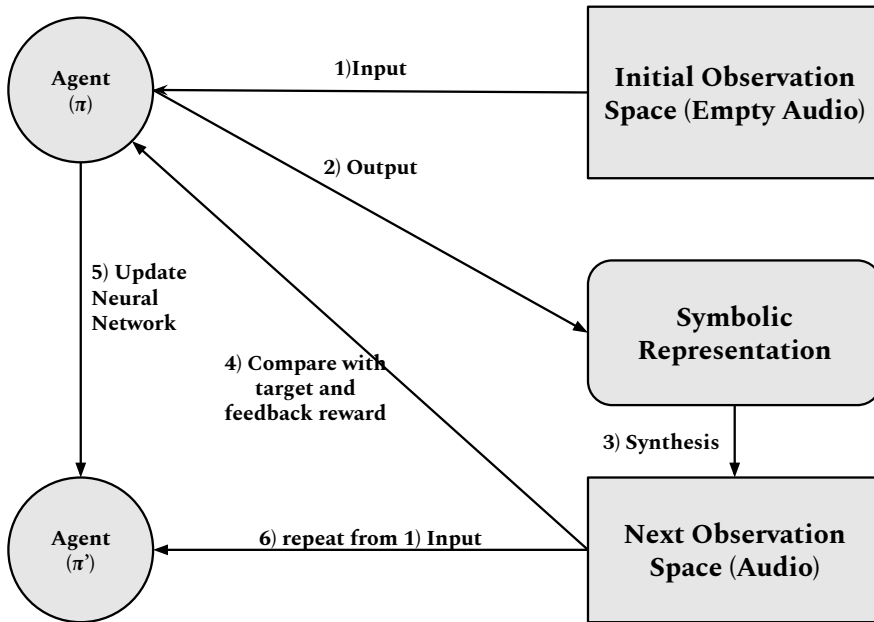 Agent
(π)
1)Input
Initial Observation
Space (Empty Audio)
2) Output
5) Update
Neural
Network
Symbolic
Representation
4) Compare with
target and
feedback reward
3) Synthesis
Agent
(π’)
6) repeat from 1) Input
Next Observation
Space (Audio)